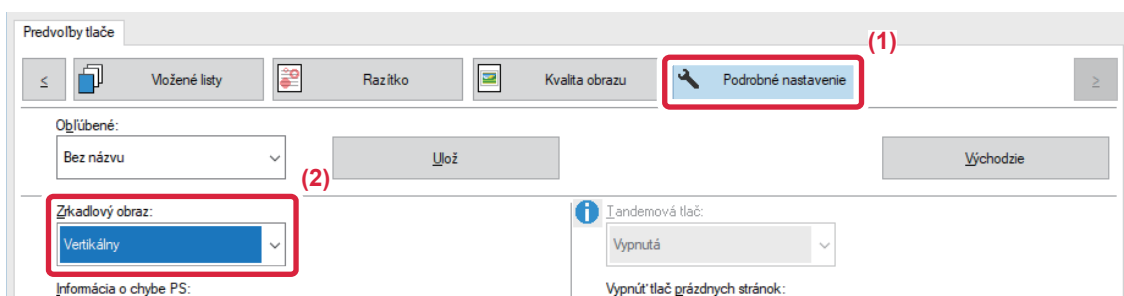 Predvoľby tlače
(1)
≤ Vložené listy Razítko Kvalita obrazu Podrobné nastavenie ≥
Obľúbené:
Bez názvu Ulož Východzie
(2)
Zrkadlový obraz: Tandemová tlač:
Vertikálny Vypnutá
Informácia o chybe PS: Vypnúť tlač prázdnych stránok: